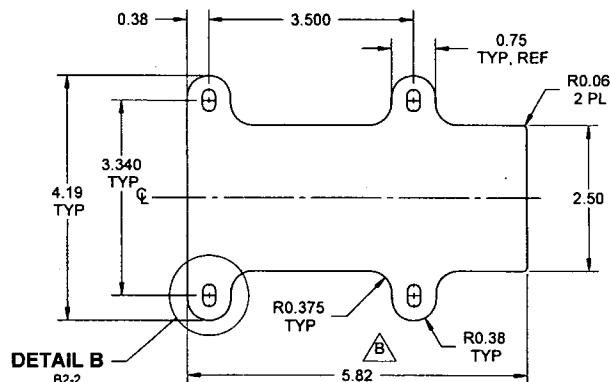 0.38
3.500
0.75
TYP, REF
R0.06
2 PL
3.340
TYP
4.19
TYP
℄
2.50
R0.375
TYP
B
R0.38
TYP
DETAIL B
B2-2
5.82